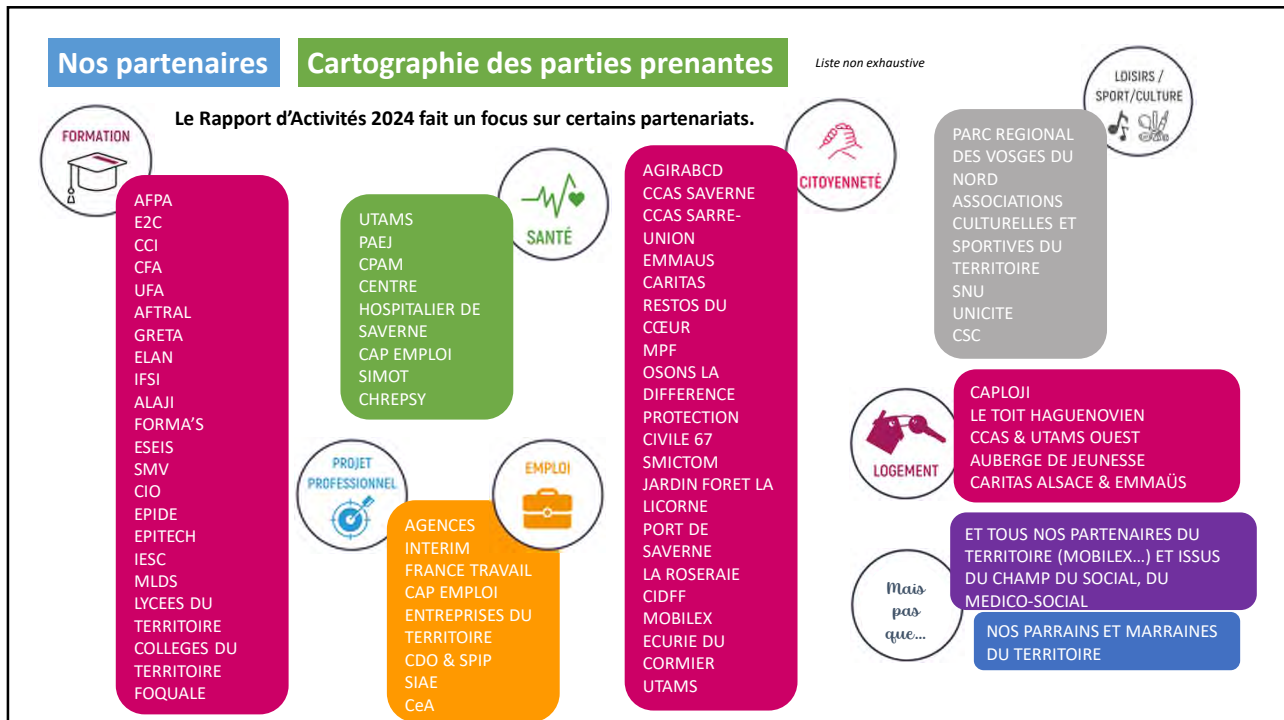 Nos partenaires
Cartographie des parties prenantes
Liste non exhaustive
Le Rapport d’Activités 2024 fait un focus sur certains partenariats.
FORMATION
AFPA
E2C
CCI
CFA
UFA
AFTRAL
GRETA
ELAN
IFSI
ALAJI
FORMA’S
ESEIS
SMV
CIO
EPIDE
EPITECH
IESC
MLDS
LYCEES DU
TERRITOIRE
COLLEGES DU
TERRITOIRE
FOQUALE
SANTÉ
UTAMS
PAEJ
CPAM
CENTRE
HOSPITALIER DE
SAVERNE
CAP EMPLOI
SIMOT
CHREPSY
PROJET
PROFESSIONNEL
EMPLOI
AGENCES
INTERIM
FRANCE TRAVAIL
CAP EMPLOI
ENTREPRISES DU
TERRITOIRE
CDO & SPIP
SIAE
CeA
CITOYENNETÉ
AGIRABCD
CCAS SAVERNE
CCAS SARRE-
UNION
EMMAUS
CARITAS
RESTOS DU
CŒUR
MPF
OSONS LA
DIFFERENCE
PROTECTION
CIVILE 67
SMICTOM
JARDIN FORET LA
LICORNE
PORT DE
SAVERNE
LA ROSERAIE
CIDFF
MOBILEX
ECURIE DU
CORMIER
UTAMS
LOISIRS /
SPORT/CULTURE
PARC REGIONAL
DES VOSGES DU
NORD
ASSOCIATIONS
CULTURELLES ET
SPORTIVES DU
TERRITOIRE
SNU
UNICITE
CSC
LOGEMENT
CAPLOJI
LE TOIT HAGUENOVIEN
CCAS & UTAMS OUEST
AUBERGE DE JEUNESSE
CARITAS ALSACE & EMMAÜS
Mais
pas
que...
ET TOUS NOS PARTENAIRES DU
TERRITOIRE (MOBILEX…) ET ISSUS
DU CHAMP DU SOCIAL, DU
MEDICO-SOCIAL
NOS PARRAINS ET MARRAINES
DU TERRITOIRE